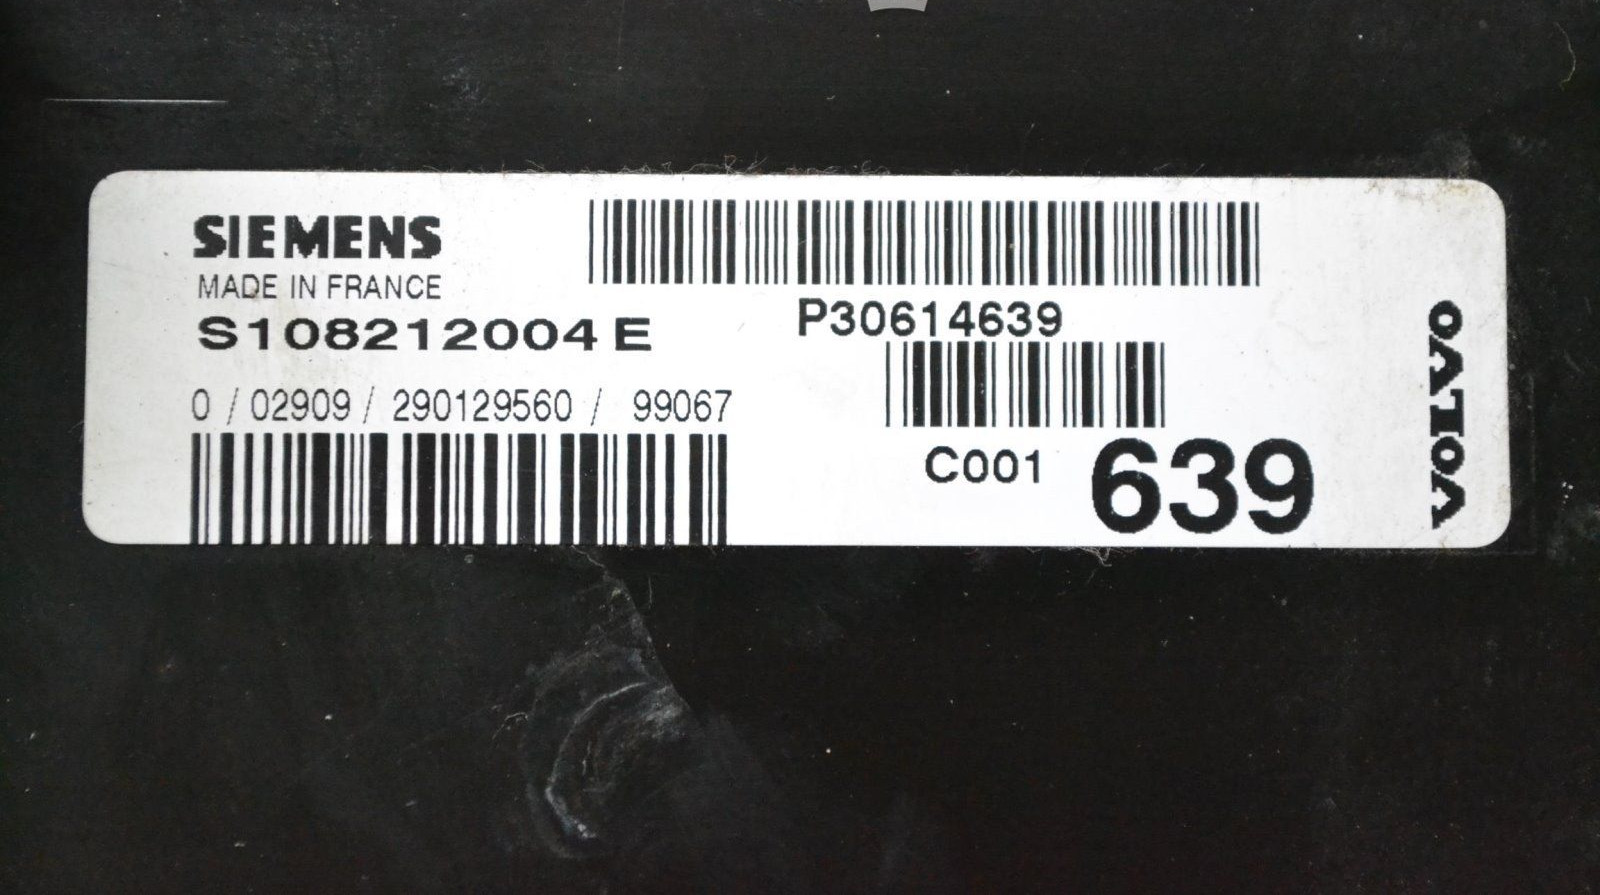 SIEMENS
MADE IN FRANCE
S108212004 E
0 / 02909 / 290129560 / 99067
P30614639
C001
639
VOLVO